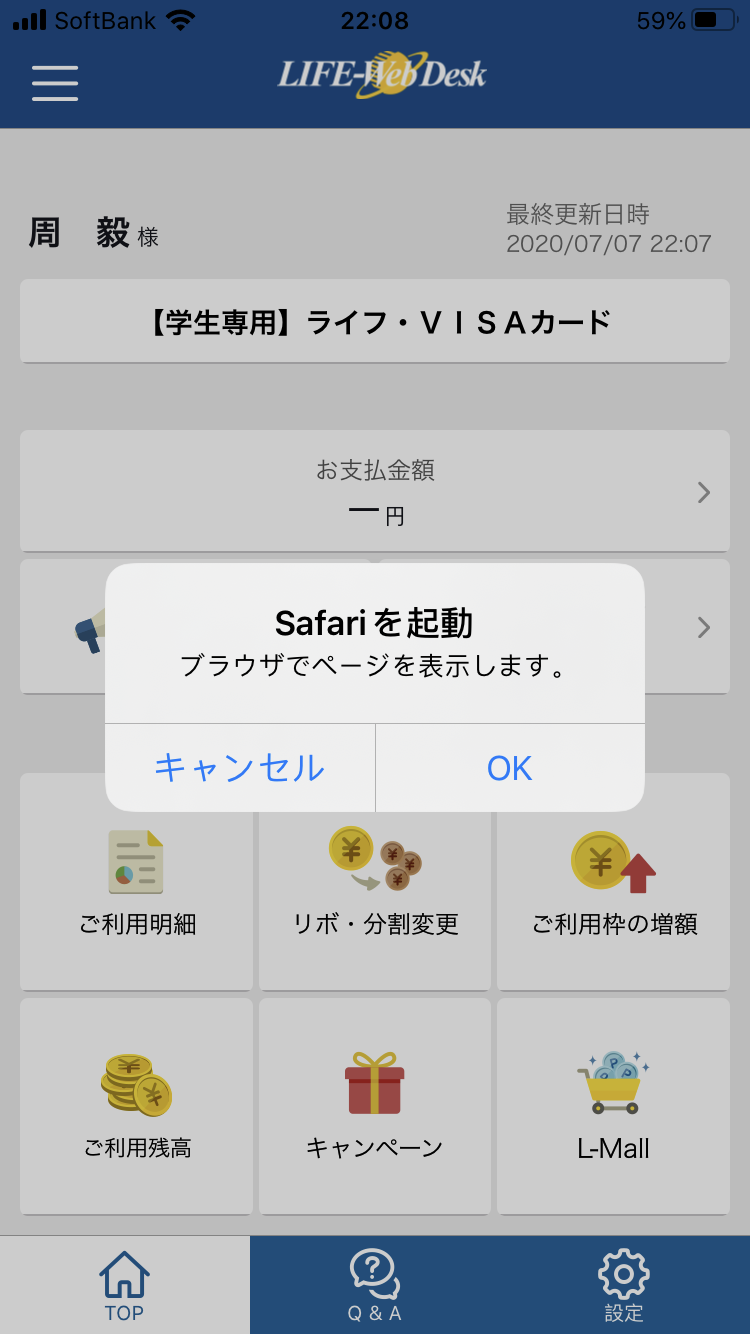 SoftBank 22:08 59%
LIFE-Web Desk
周 毅 様
最終更新日時
2020/07/07 22:07
【学生専用】ライフ・ＶＩＳＡカード
お支払金額
ー円
Safariを起動
ブラウザでページを表示します。
キャンセル OK
ご利用明細 リボ・分割変更 ご利用枠の増額
ご利用残高 キャンペーン L-Mall
TOP Q & A 設定